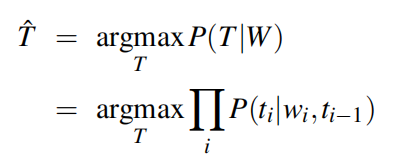 T̂ = argmax P(T|W)
T
= argmax ∏ P(tᵢ|wᵢ,tᵢ₋₁)
T i